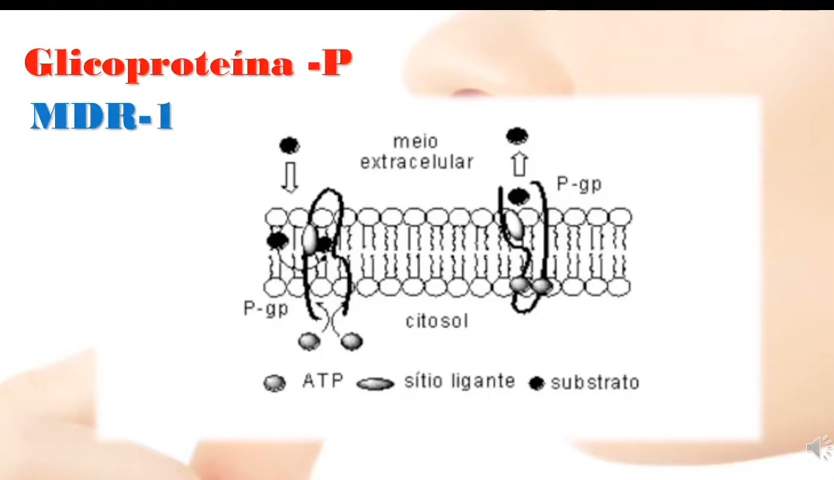 Glicoproteína -P
MDR-1
meio
extracelular
P-gp
P-gp
citosol
ATP sítio ligante substrato